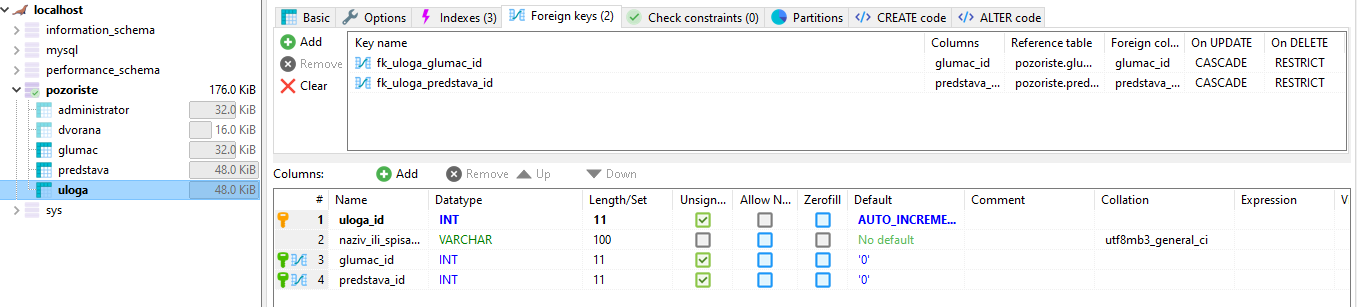 localhost
information_schema
mysql
performance_schema
pozoriste 176.0 KiB
administrator 32.0 KiB
dvorana 16.0 KiB
glumac 32.0 KiB
predstava 48.0 KiB
uloga 48.0 KiB
sys
Basic Options Indexes (3) Foreign keys (2) Check constraints (0) Partitions CREATE code ALTER code
Add Remove Clear
Key name Columns Reference table Foreign col... On UPDATE On DELETE
fk_uloga_glumac_id glumac_id pozoriste.glu... glumac_id CASCADE RESTRICT
fk_uloga_predstava_id predstava_... pozoriste.pred... predstava_... CASCADE RESTRICT
Columns: Add Remove Up Down
# Name Datatype Length/Set Unsign... Allow N... Zerofill Default Comment Collation Expression V
1 uloga_id INT 11 AUTO_INCREME...
2 naziv_ili_spisa... VARCHAR 100 No default utf8mb3_general_ci
3 glumac_id INT 11 '0'
4 predstava_id INT 11 '0'